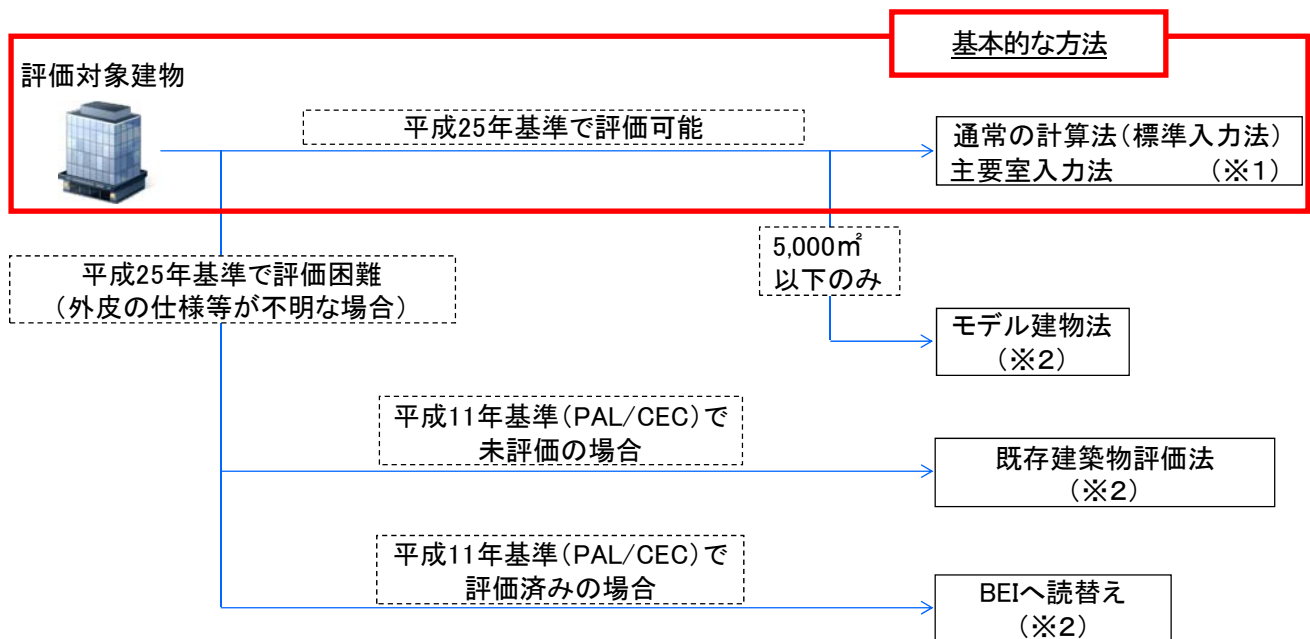 基本的な方法
評価対象建物
平成25年基準で評価可能
通常の計算法(標準入力法)
主要室入力法 (※1)
5,000㎡
以下のみ
平成25年基準で評価困難
(外皮の仕様等が不明な場合)
モデル建物法
(※2)
平成11年基準(PAL/CEC)で
未評価の場合
既存建築物評価法
(※2)
平成11年基準(PAL/CEC)で
評価済みの場合
BEIへ読替え
(※2)